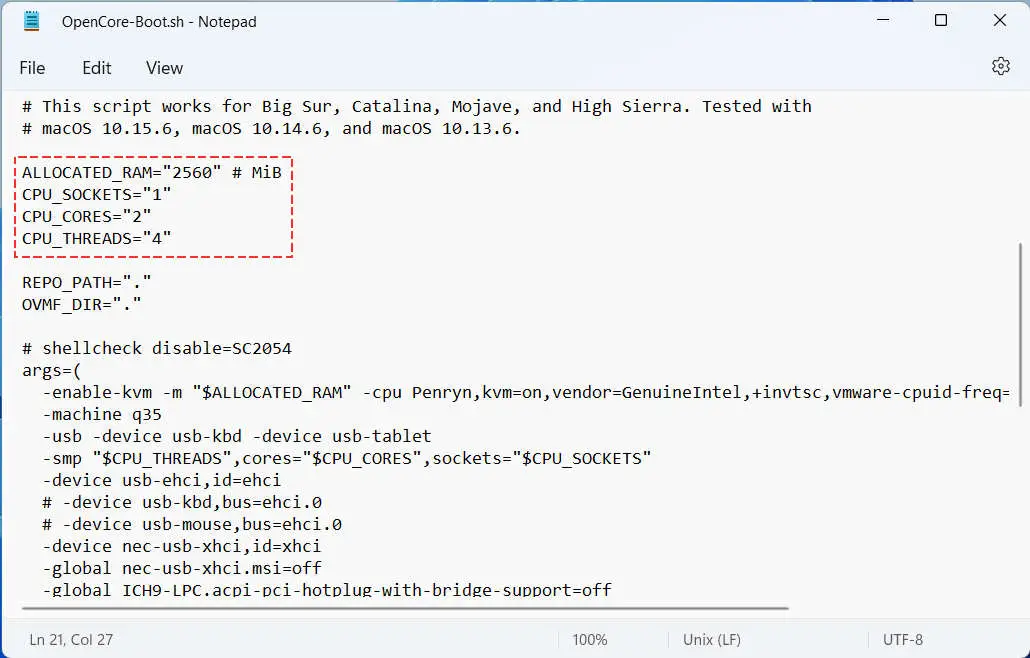 OpenCore-Boot.sh - Notepad
File Edit View
# This script works for Big Sur, Catalina, Mojave, and High Sierra. Tested with
# macOS 10.15.6, macOS 10.14.6, and macOS 10.13.6.
ALLOCATED_RAM="2560" # MiB
CPU_SOCKETS="1"
CPU_CORES="2"
CPU_THREADS="4"
REPO_PATH="."
OVMF_DIR="."
# shellcheck disable=SC2054
args=(
  -enable-kvm -m "$ALLOCATED_RAM" -cpu Penryn,kvm=on,vendor=GenuineIntel,+invtsc,vmware-cpuid-freq=
  -machine q35
  -usb -device usb-kbd -device usb-tablet
  -smp "$CPU_THREADS",cores="$CPU_CORES",sockets="$CPU_SOCKETS"
  -device usb-ehci,id=ehci
  # -device usb-kbd,bus=ehci.0
  # -device usb-mouse,bus=ehci.0
  -device nec-usb-xhci,id=xhci
  -global nec-usb-xhci.msi=off
  -global ICH9-LPC.acpi-pci-hotplug-with-bridge-support=off
Ln 21, Col 27 100% Unix (LF) UTF-8